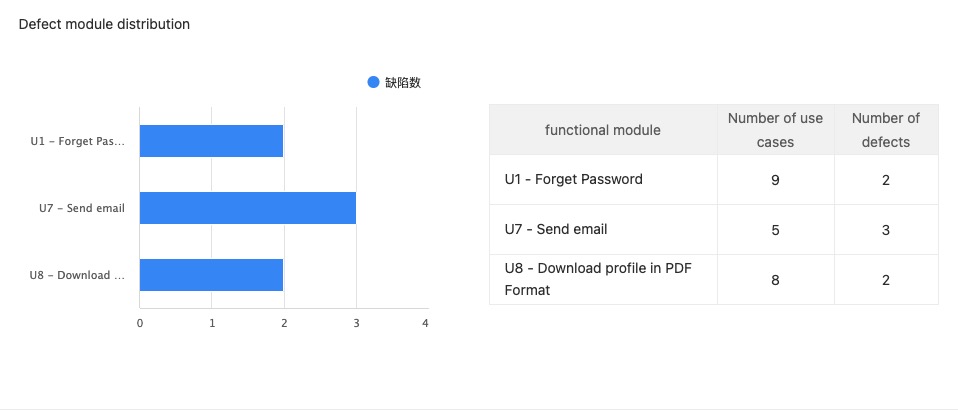 Defect module distribution
缺陷数
U1 – Forget Pas...
U7 – Send email
U8 – Download ...
0 1 2 3 4
functional module
Number of use
cases
Number of
defects
U1 - Forget Password
9
2
U7 - Send email
5
3
U8 - Download profile in PDF
Format
8
2